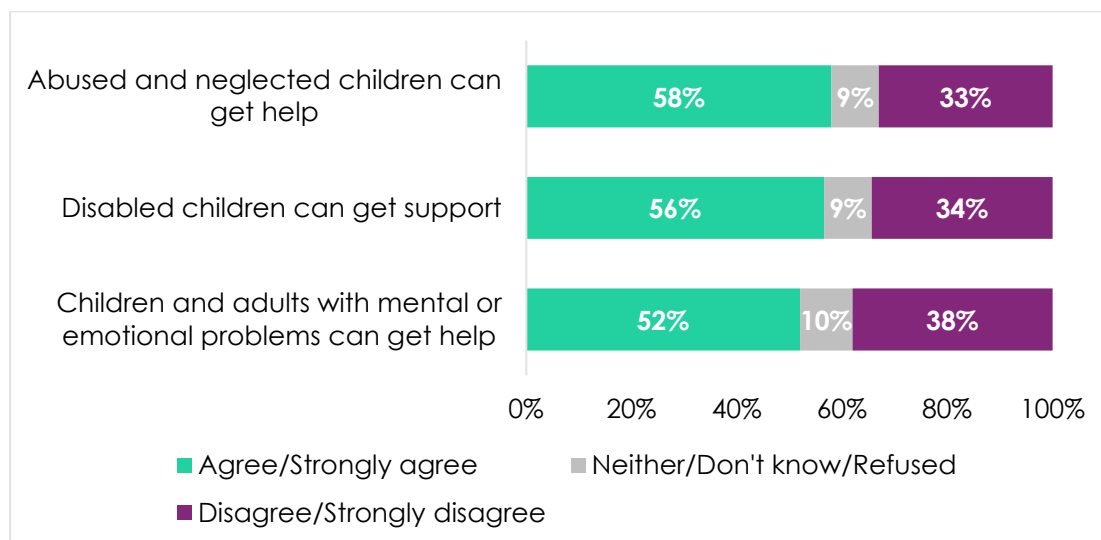 Abused and neglected children can
get help
58%
9%
33%
Disabled children can get support
56%
9%
34%
Children and adults with mental or
emotional problems can get help
52%
10%
38%
0%
20%
40%
60%
80%
100%
Agree/Strongly agree
Neither/Don't know/Refused
Disagree/Strongly disagree